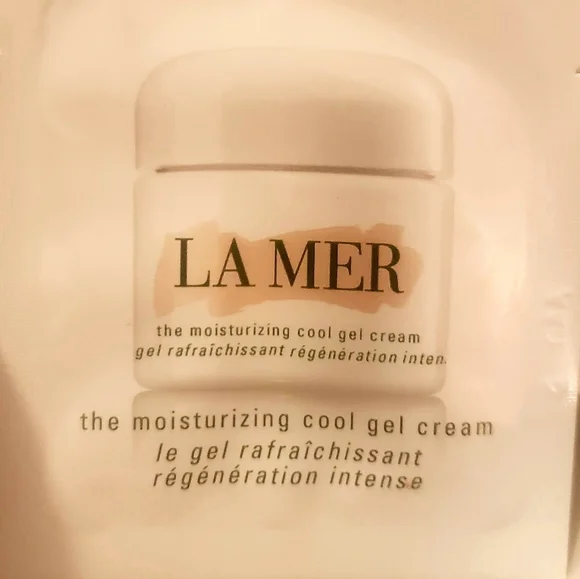 LA MER
the moisturizing cool gel cream
gel rafraîchissant régénération inten
the moisturizing cool gel cream
le gel rafraîchissant
régénération intense